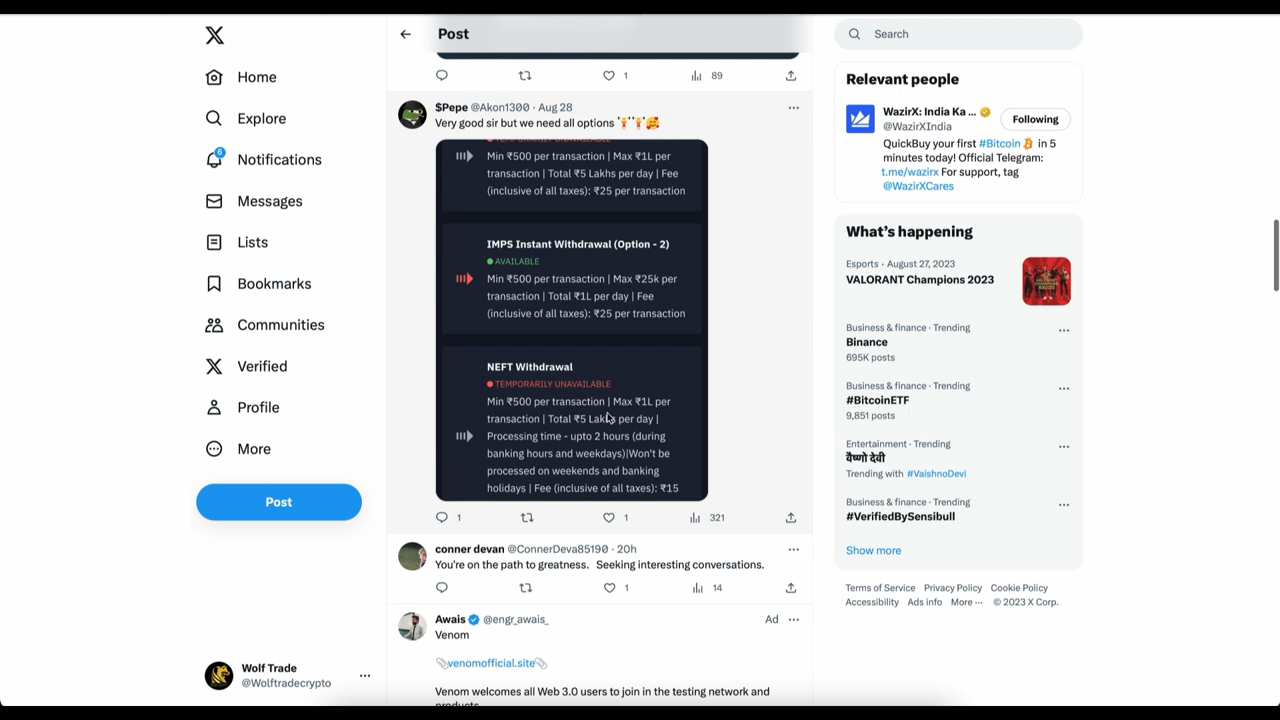 Home
Explore
6
Notifications
Messages
Lists
Bookmarks
Communities
Verified
Profile
More
Post
Wolf Trade
@Wolftradecrypto
Post
1
89
$Pepe @Akon1300 · Aug 28
Very good sir but we need all options
TEMPORARILY UNAVAILABLE
Min ₹500 per transaction | Max ₹1L per
transaction | Total ₹5 Lakhs per day | Fee
(inclusive of all taxes): ₹25 per transaction
IMPS Instant Withdrawal (Option - 2)
AVAILABLE
Min ₹500 per transaction | Max ₹25k per
transaction | Total ₹1L per day | Fee
(inclusive of all taxes): ₹25 per transaction
NEFT Withdrawal
TEMPORARILY UNAVAILABLE
Min ₹500 per transaction | Max ₹1L per
transaction | Total ₹5 Lakhs per day |
Processing time - upto 2 hours (during
banking hours and weekdays)|Won't be
processed on weekends and banking
holidays | Fee (inclusive of all taxes): ₹15
1
1
321
conner devan @ConnerDeva85190 · 20h
You're on the path to greatness. Seeking interesting conversations.
1
14
Awais @engr_awais_
Ad
Venom
venomofficial.site
Venom welcomes all Web 3.0 users to join in the testing network and
products
Search
Relevant people
WazirX: India Ka ...
@WazirXIndia
Following
QuickBuy your first #Bitcoin in 5
minutes today! Official Telegram:
t.me/wazirx For support, tag
@WazirXCares
What's happening
Esports · August 27, 2023
VALORANT Champions 2023
Business & finance · Trending
Binance
695K posts
Business & finance · Trending
#BitcoinETF
9,851 posts
Entertainment · Trending
वैष्णो देवी
Trending with #VaishnoDevi
Business & finance · Trending
#VerifiedBySensibull
Show more
Terms of Service Privacy Policy Cookie Policy
Accessibility Ads info More ··· © 2023 X Corp.